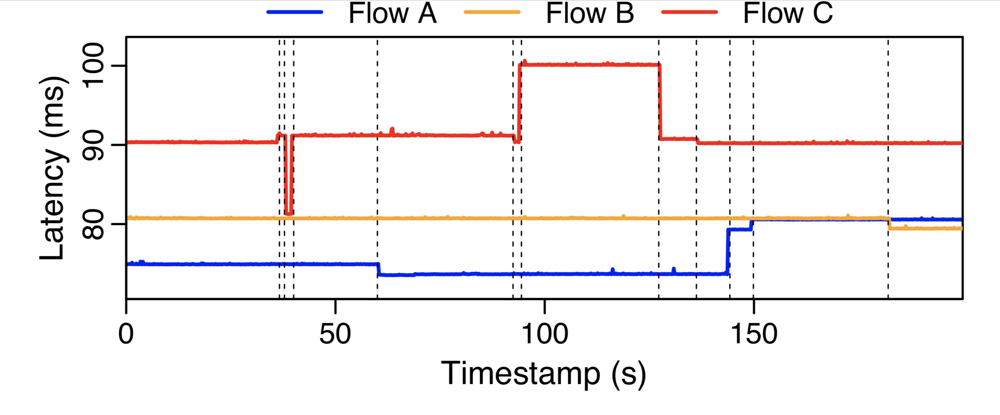 Flow A Flow B Flow C
Latency (ms)
100
90
80
0 50 100 150
Timestamp (s)